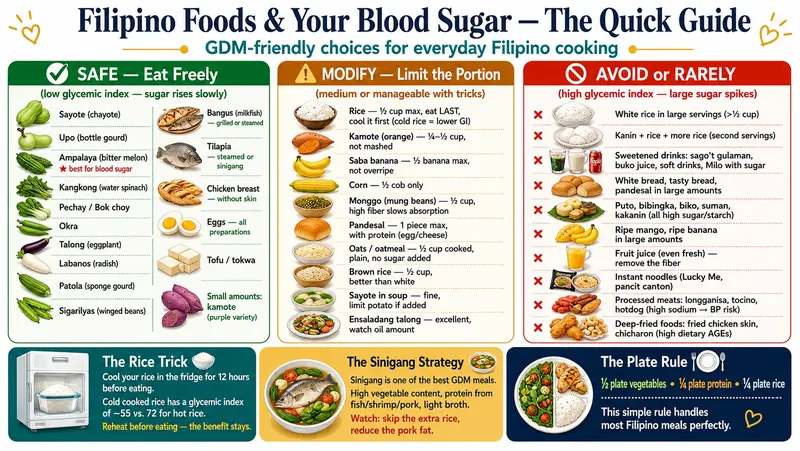 Filipino Foods & Your Blood Sugar — The Quick Guide
GDM-friendly choices for everyday Filipino cooking
SAFE — Eat Freely
(low glycemic index — sugar rises slowly)
Sayote (chayote)
Upo (bottle gourd)
Ampalaya (bitter melon)
★ best for blood sugar
Kangkong (water spinach)
Pechay / Bok choy
Okra
Talong (eggplant)
Labanos (radish)
Patola (sponge gourd)
Sigarilyas (winged beans)
Bangus (milkfish)
— grilled or steamed
Tilapia
— steamed or
sinigang
Chicken breast
— without skin
Eggs — all
preparations
Tofu / tokwa
Small amounts:
kamote
(purple variety)
MODIFY — Limit the Portion
(medium or manageable with tricks)
Rice — ½ cup max, eat LAST,
cool it first (cold rice = lower GI)
Kamote (orange) — ¼–½ cup,
not mashed
Saba banana — ½ banana max,
not overripe
Corn — ½ cob only
Monggo (mung beans) — ½ cup,
high fiber slows absorption
Pandesal — 1 piece max,
with protein (egg/cheese)
Oats / oatmeal — ½ cup cooked,
plain, no sugar added
Brown rice — ½ cup,
better than white
Sayote in soup — fine,
limit potato if added
Ensaladang talong — excellent,
watch oil amount
AVOID or RARELY
(high glycemic index — large sugar spikes)
White rice in large servings (>½ cup)
Kanin + rice + more rice (second servings)
Sweetened drinks: sago't gulaman,
buko juice, soft drinks, Milo with sugar
White bread, tasty bread,
pandesal in large amounts
Puto, bibingka, biko, suman,
kakanin (all high sugar/starch)
Ripe mango, ripe banana
in large amounts
Fruit juice (even fresh) —
remove the fiber
Instant noodles (Lucky Me,
pancit canton)
Processed meats: longganisa, tocino,
hotdog (high sodium → BP risk)
Deep-fried foods: fried chicken skin,
chicharon (high dietary AGEs)
The Rice Trick
Cool your rice in the fridge for 12 hours
before eating.
Cold cooked rice has a glycemic index
of ~55 vs. 72 for hot rice.
Reheat before eating — the benefit stays.
The Sinigang Strategy
Sinigang is one of the best GDM meals.
High vegetable content, protein from
fish/shrimp/pork, light broth.
Watch: skip the extra rice,
reduce the pork fat.
The Plate Rule
½ plate vegetables • ¼ plate protein • ¼ plate rice
This simple rule handles
most Filipino meals perfectly.